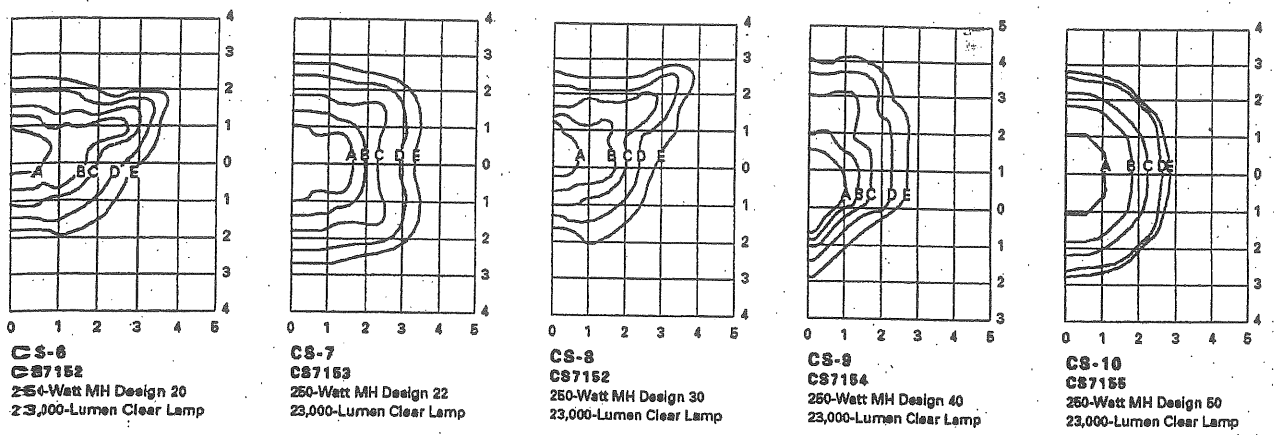 4 4 4 5 4
3 3 3 4 3
2 2 2 3 2
1 1 1 2 1
0 0 0 1 0
1 1 1 0 1
2 2 2 1 2
3 3 3 2 3
4 4 4 3 4
A B C D E
A B C D E
A B C D E
A B C D E
A B C D E
0 1 2 3 4 5
0 1 2 3 4 5
0 1 2 3 4 5
0 1 2 3 4 5
0 1 2 3 4 5
CS-6
CS7152
250-Watt MH Design 20
23,000-Lumen Clear Lamp
CS-7
CS7153
250-Watt MH Design 22
23,000-Lumen Clear Lamp
CS-8
CS7152
250-Watt MH Design 30
23,000-Lumen Clear Lamp
CS-9
CS7154
250-Watt MH Design 40
23,000-Lumen Clear Lamp
CS-10
CS7155
250-Watt MH Design 50
23,000-Lumen Clear Lamp